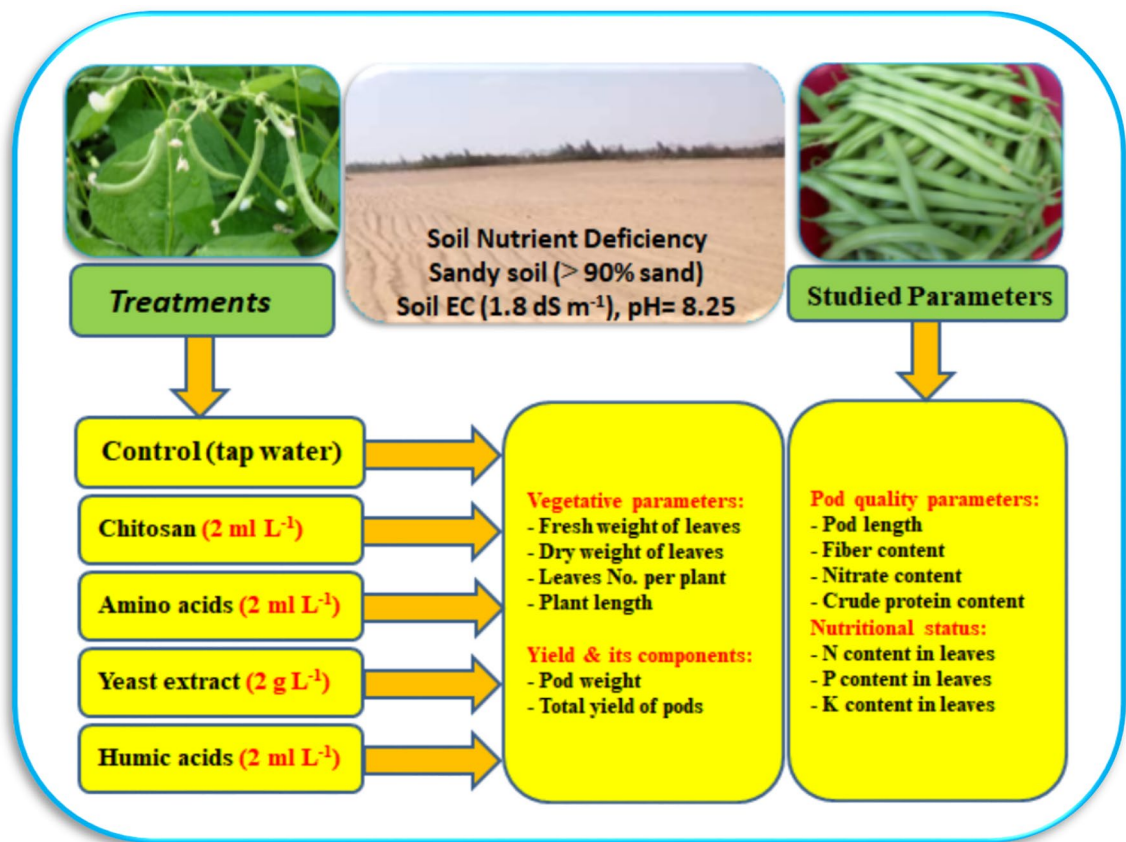 Soil Nutrient Deficiency
Sandy soil (> 90% sand)
Soil EC (1.8 dS m⁻¹), pH= 8.25
Treatments
Studied Parameters
Control (tap water)
Chitosan (2 ml L⁻¹)
Amino acids (2 ml L⁻¹)
Yeast extract (2 g L⁻¹)
Humic acids (2 ml L⁻¹)
Vegetative parameters:
- Fresh weight of leaves
- Dry weight of leaves
- Leaves No. per plant
- Plant length
Yield & its components:
- Pod weight
- Total yield of pods
Pod quality parameters:
- Pod length
- Fiber content
- Nitrate content
- Crude protein content
Nutritional status:
- N content in leaves
- P content in leaves
- K content in leaves